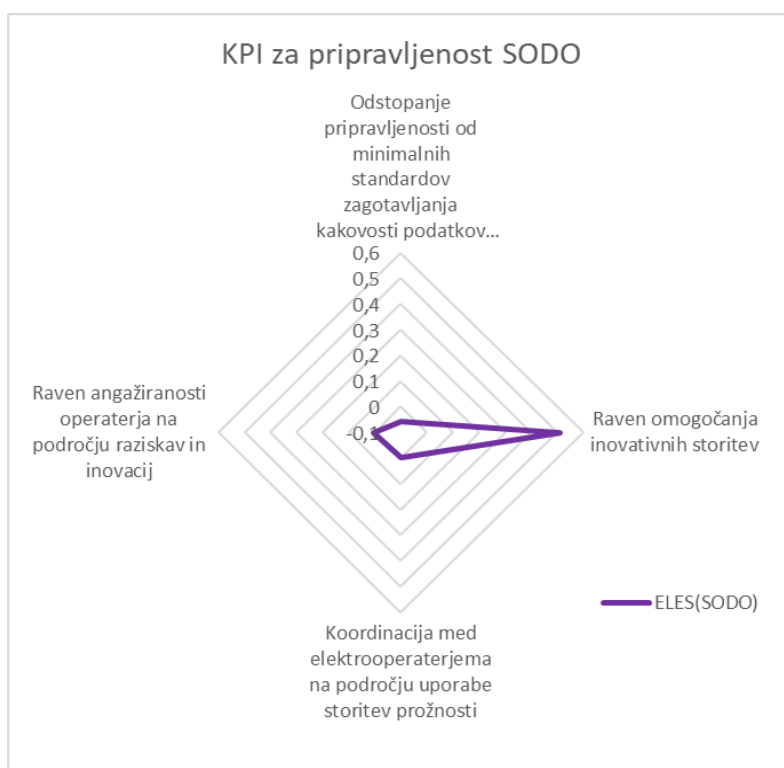 KPI za pripravljenost SODO
Odstopanje
pripravljenosti od
minimalnih
standardov
zagotavljanja
kakovosti podatkov...
0,6
0,5
0,4
0,3
0,2
0,1
0
-0,1
Raven angažiranosti
operaterja na
področju raziskav in
inovacij
Raven omogočanja
inovativnih storitev
ELES(SODO)
Koordinacija med
elektrooperaterjema
na področju uporabe
storitev prožnosti